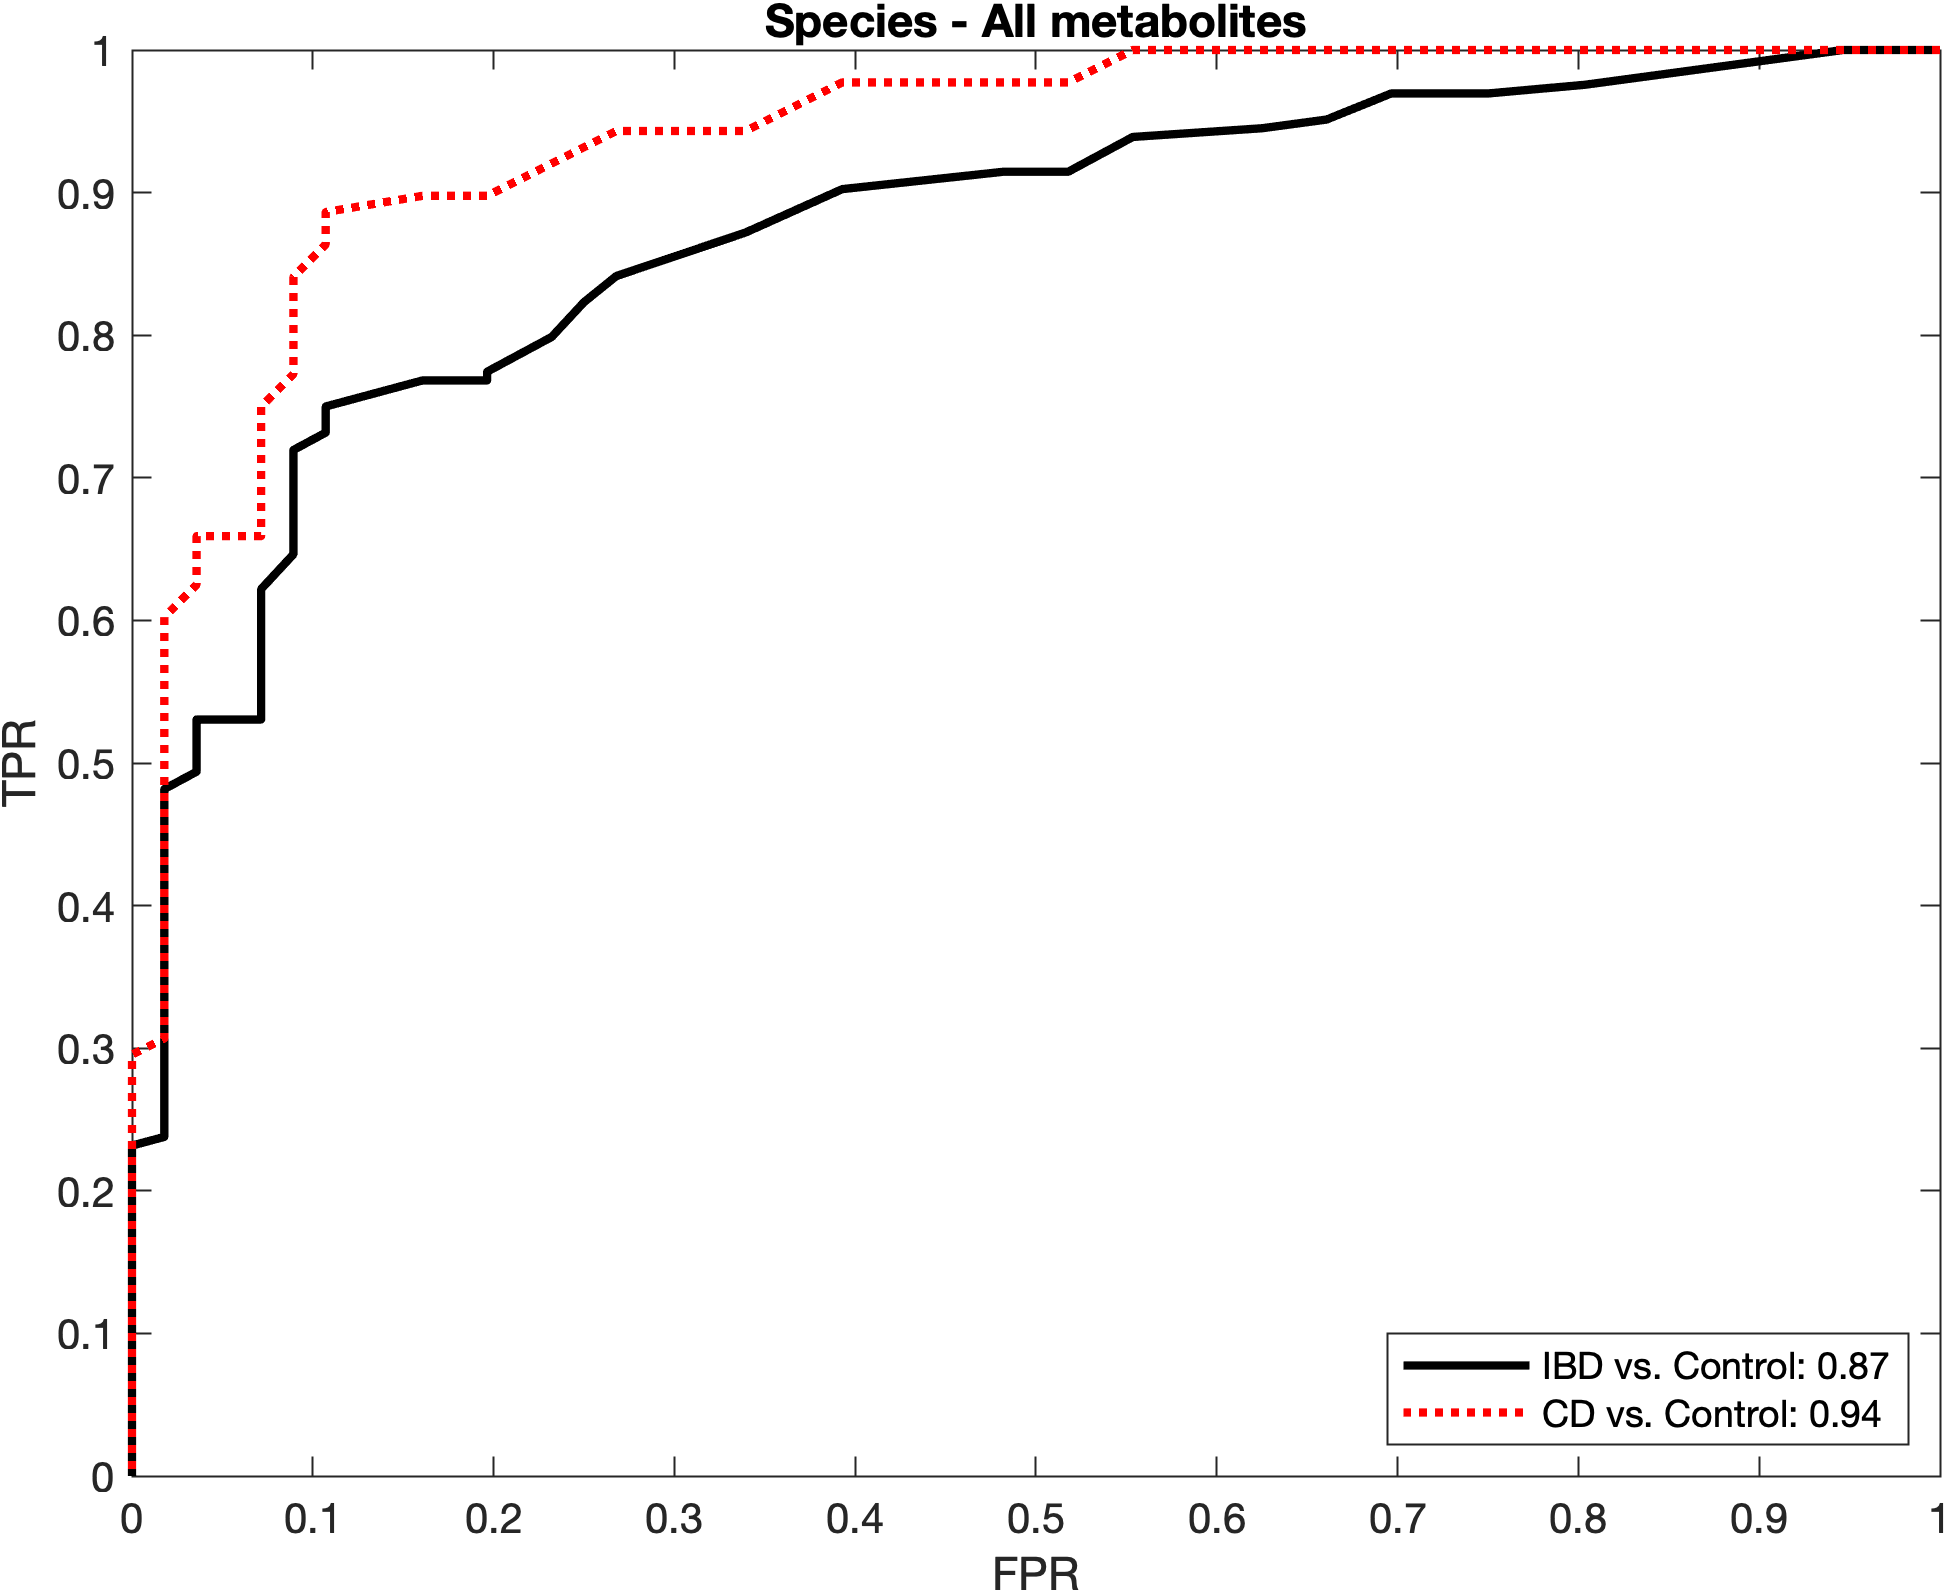 Species - All metabolites
1
0.9
0.8
0.7
0.6
0.5
0.4
0.3
0.2
0.1
0
TPR
0 0.1 0.2 0.3 0.4 0.5 0.6 0.7 0.8 0.9 1
FPR
IBD vs. Control: 0.87
CD vs. Control: 0.94